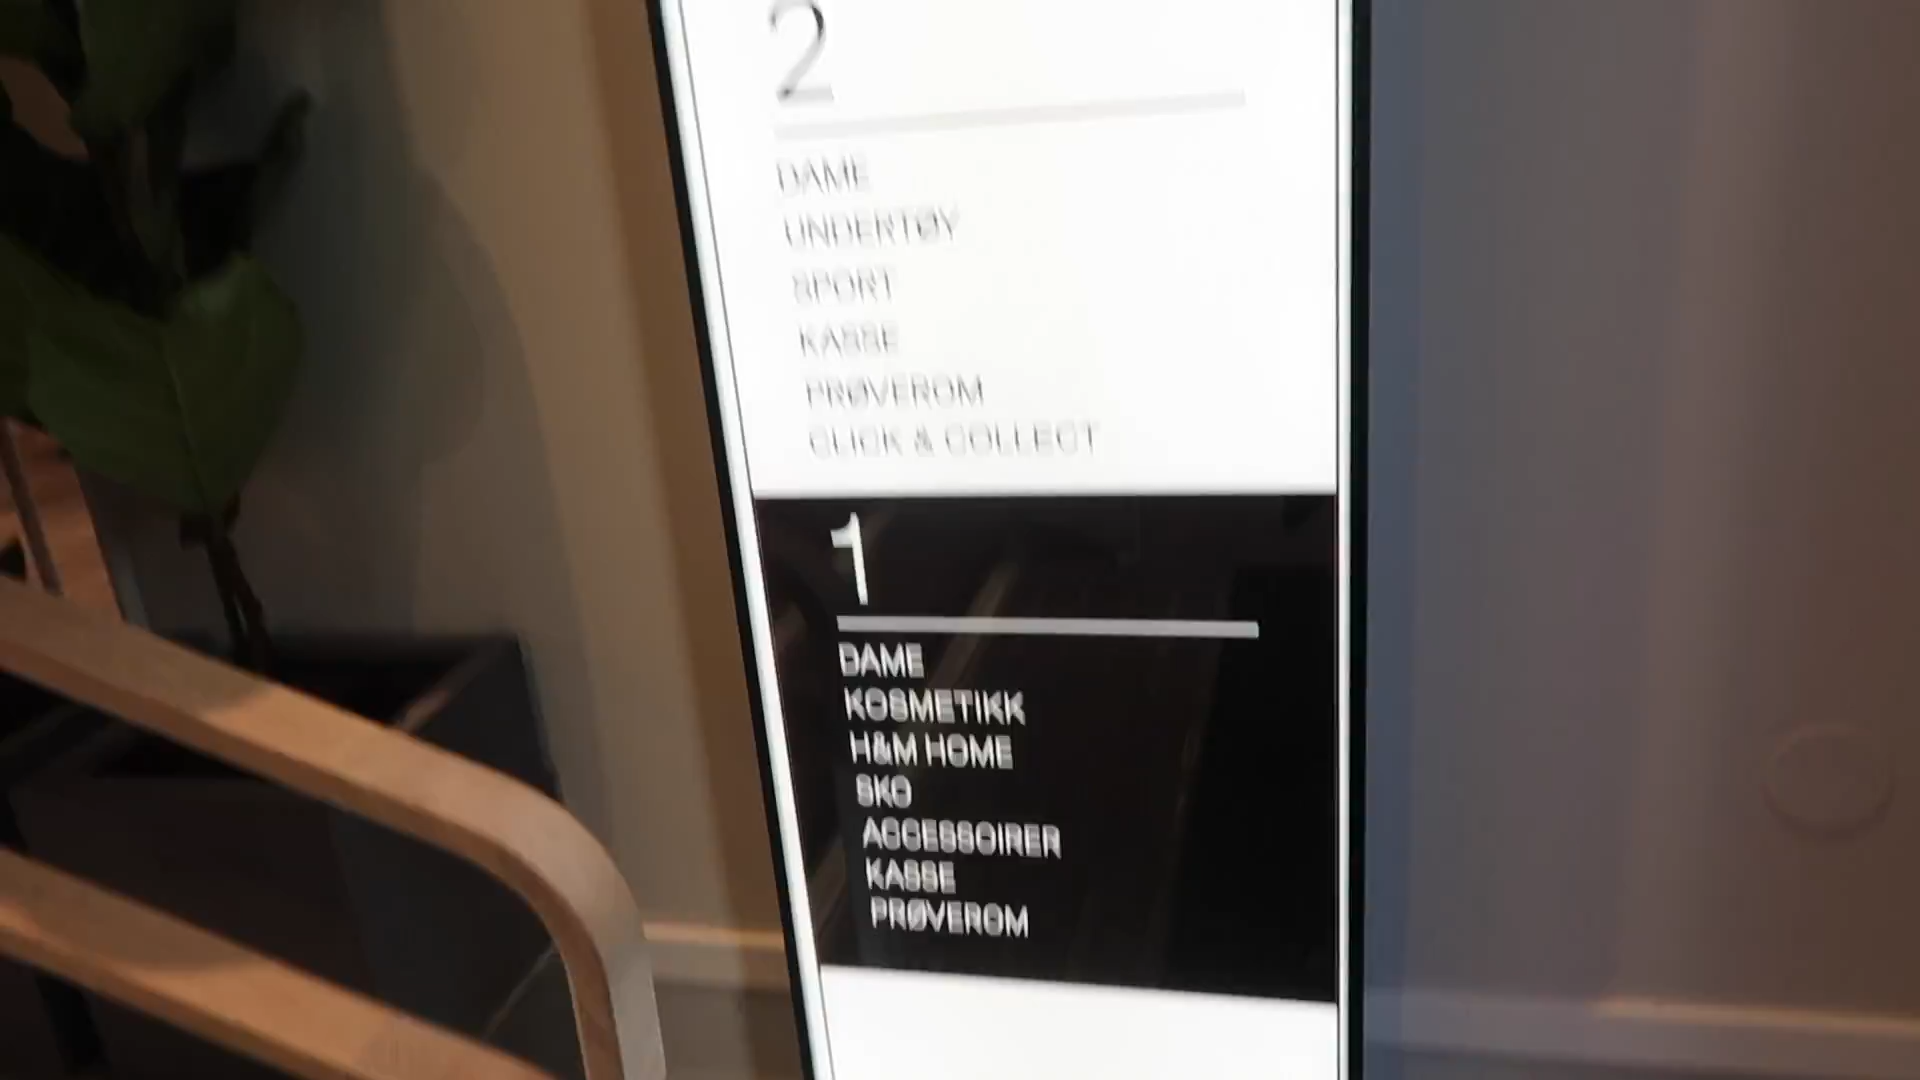 2
DAME
UNDERTØY
SPORT
KASSE
PRØVEROM
CLICK & COLLECT
1
DAME
KOSMETIKK
H&M HOME
SKO
ACCESSOIRER
KASSE
PRØVEROM